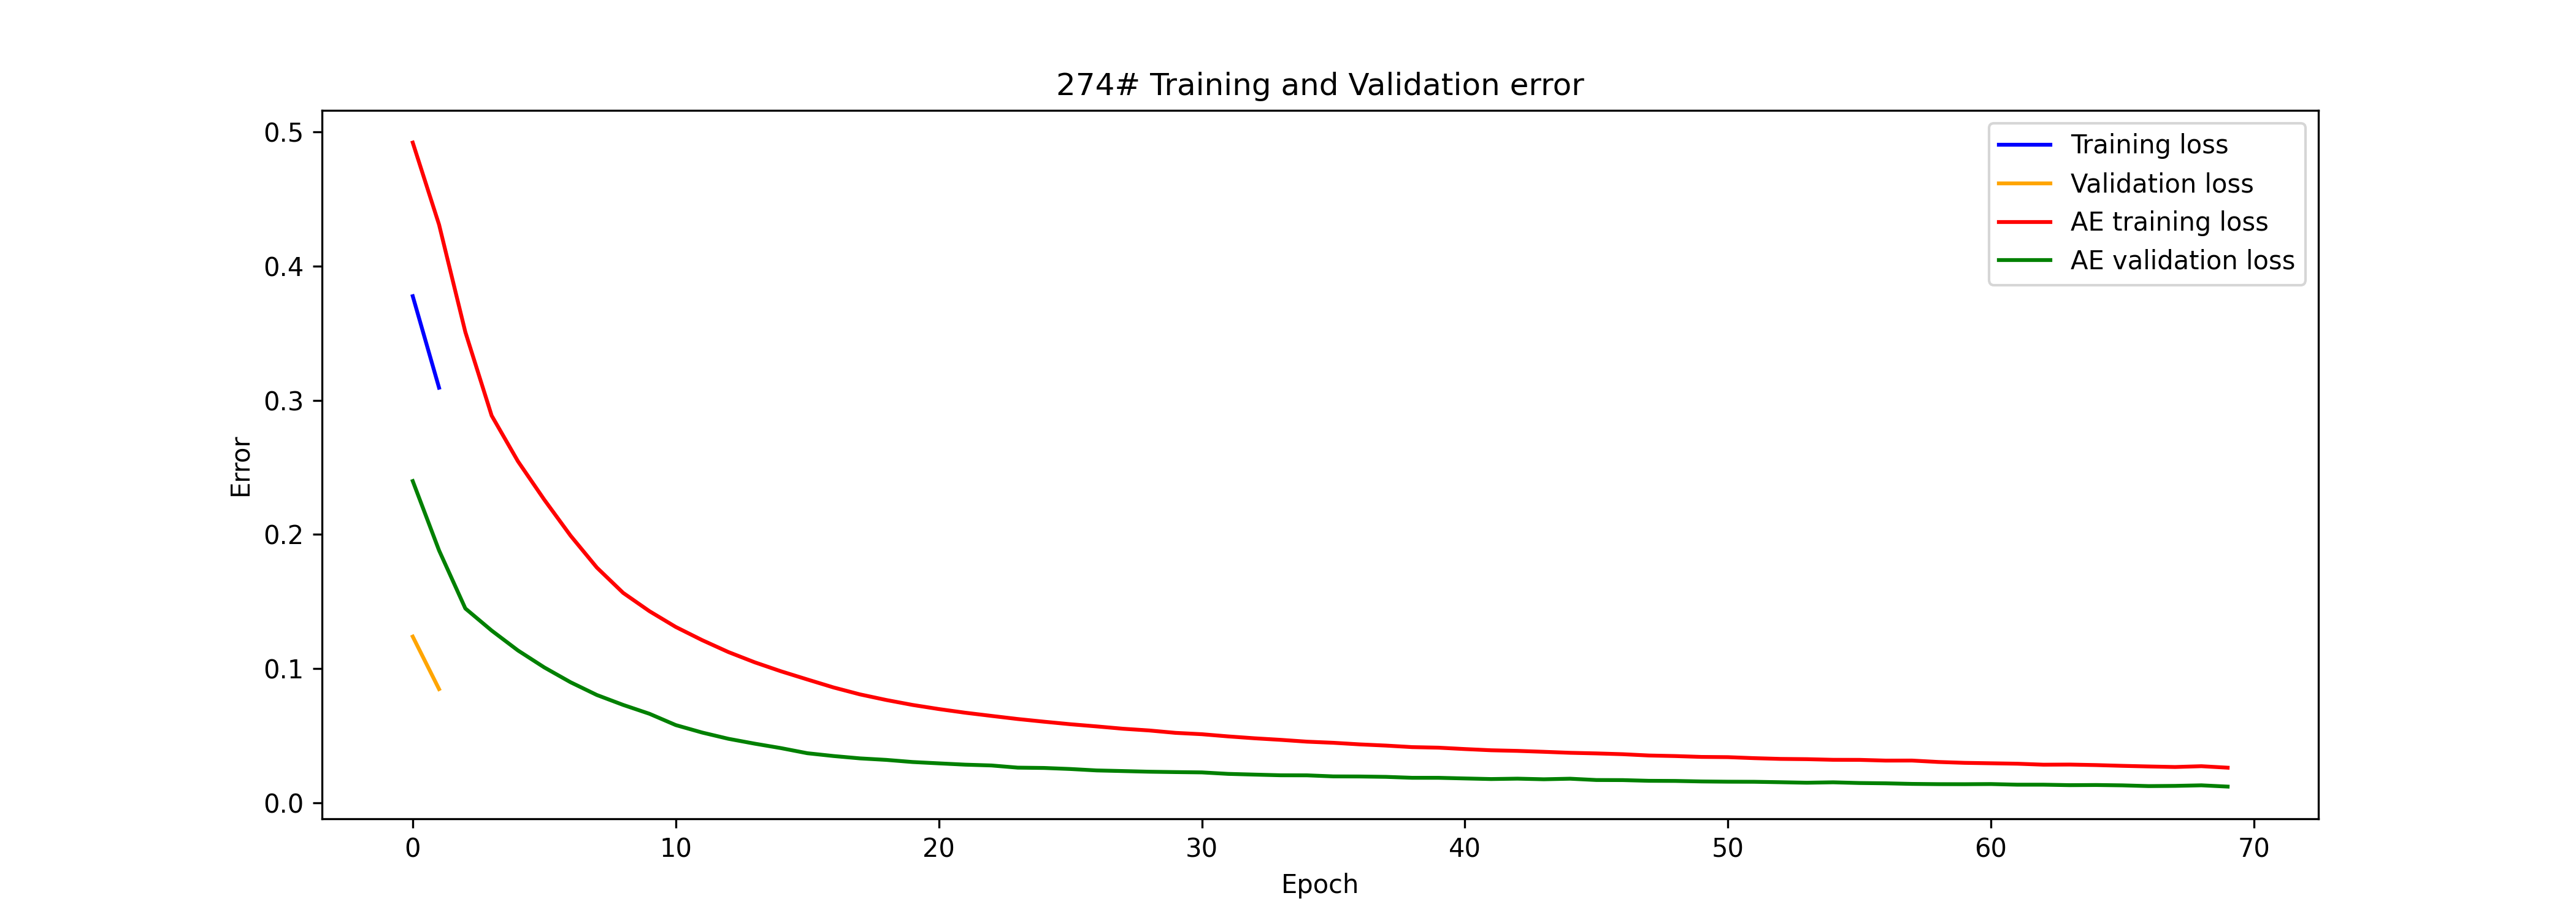 274# Training and Validation error
Training loss
Validation loss
AE training loss
AE validation loss
0.5
0.4
0.3
0.2
0.1
0.0
Error
0 10 20 30 40 50 60 70
Epoch